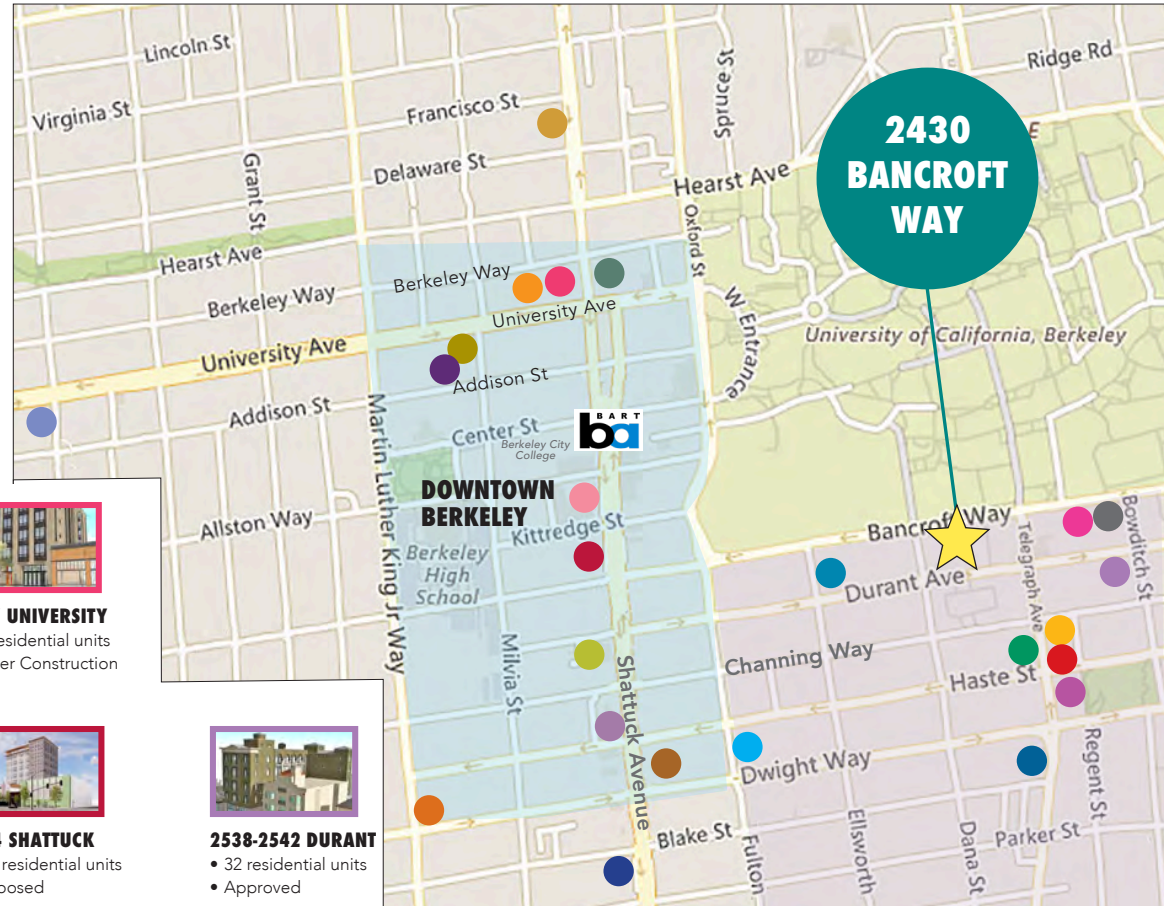 Lincoln St
Virginia St
Francisco St
Delaware St
Grant St
Spruce St
Ridge Rd
2430
BANCROFT
WAY
Hearst Ave
Oxford St
Hearst Ave
Berkeley Way
Berkeley Way
University Ave
University Ave
W Entrance
University of California, Berkeley
Addison St
Addison St
Martin Luther King Jr Way
Center St
Berkeley City
College
BART
ba
DOWNTOWN
BERKELEY
Kittredge St
Allston Way
Berkeley
High
School
Bancroft Way
Telegraph Ave
Bowditch St
Durant Ave
Milvia St
Shattuck Avenue
Channing Way
Haste St
Dwight Way
Regent St
Blake St
Fulton
Ellsworth
Dana St
Parker St
UNIVERSITY
residential units
Construction
SHATTUCK
residential units
2538-2542 DURANT
• 32 residential units
• Approved